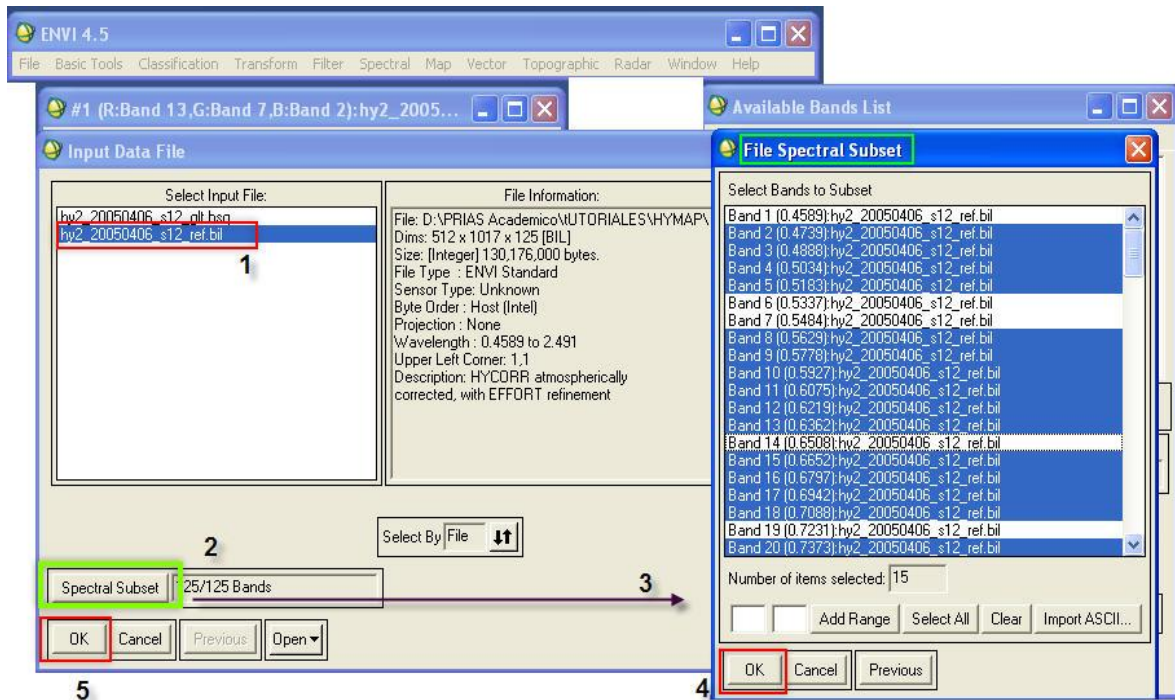 ENVI 4.5
File Basic Tools Classification Transform Filter Spectral Map Vector Topographic Radar Window Help
#1 (R:Band 13,G:Band 7,B:Band 2):hy2_2005...
Available Bands List
Input Data File
File Spectral Subset
Select Input File:
hy2_20050406_s12_glt.bsq
hy2_20050406_s12_ref.bil
1
File Information:
File: D:\PRIAS Academico\tUTORIALES\HYMAP\
Dims: 512 x 1017 x 125 [BIL]
Size: [Integer] 130,176,000 bytes.
File Type : ENVI Standard
Sensor Type: Unknown
Byte Order : Host (Intel)
Projection : None
Wavelength : 0.4589 to 2.491
Upper Left Corner: 1,1
Description: HYCORR atmospherically
corrected, with EFFORT refinement
Select By File
2
Spectral Subset 125/125 Bands
3
OK Cancel Previous Open
5
Select Bands to Subset
Band 1 (0.4589):hy2_20050406_s12_ref.bil
Band 2 (0.4739):hy2_20050406_s12_ref.bil
Band 3 (0.4888):hy2_20050406_s12_ref.bil
Band 4 (0.5034):hy2_20050406_s12_ref.bil
Band 5 (0.5183):hy2_20050406_s12_ref.bil
Band 6 (0.5337):hy2_20050406_s12_ref.bil
Band 7 (0.5484):hy2_20050406_s12_ref.bil
Band 8 (0.5629):hy2_20050406_s12_ref.bil
Band 9 (0.5778):hy2_20050406_s12_ref.bil
Band 10 (0.5927):hy2_20050406_s12_ref.bil
Band 11 (0.6075):hy2_20050406_s12_ref.bil
Band 12 (0.6219):hy2_20050406_s12_ref.bil
Band 13 (0.6362):hy2_20050406_s12_ref.bil
Band 14 (0.6508):hy2_20050406_s12_ref.bil
Band 15 (0.6652):hy2_20050406_s12_ref.bil
Band 16 (0.6797):hy2_20050406_s12_ref.bil
Band 17 (0.6942):hy2_20050406_s12_ref.bil
Band 18 (0.7088):hy2_20050406_s12_ref.bil
Band 19 (0.7231):hy2_20050406_s12_ref.bil
Band 20 (0.7373):hy2_20050406_s12_ref.bil
Number of items selected: 15
Add Range Select All Clear Import ASCII...
OK Cancel Previous
4